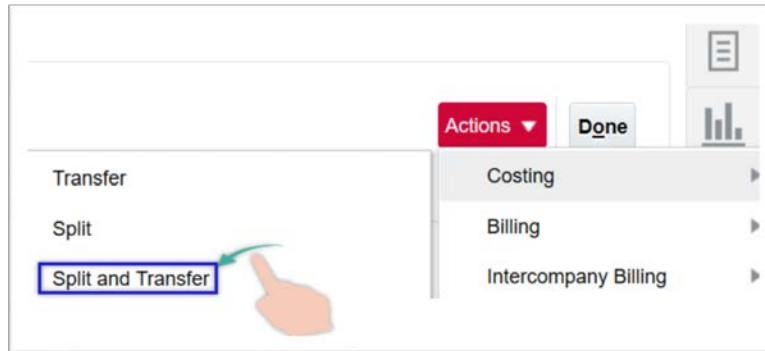 Actions Done
Transfer Costing
Split Billing
Split and Transfer Intercompany Billing